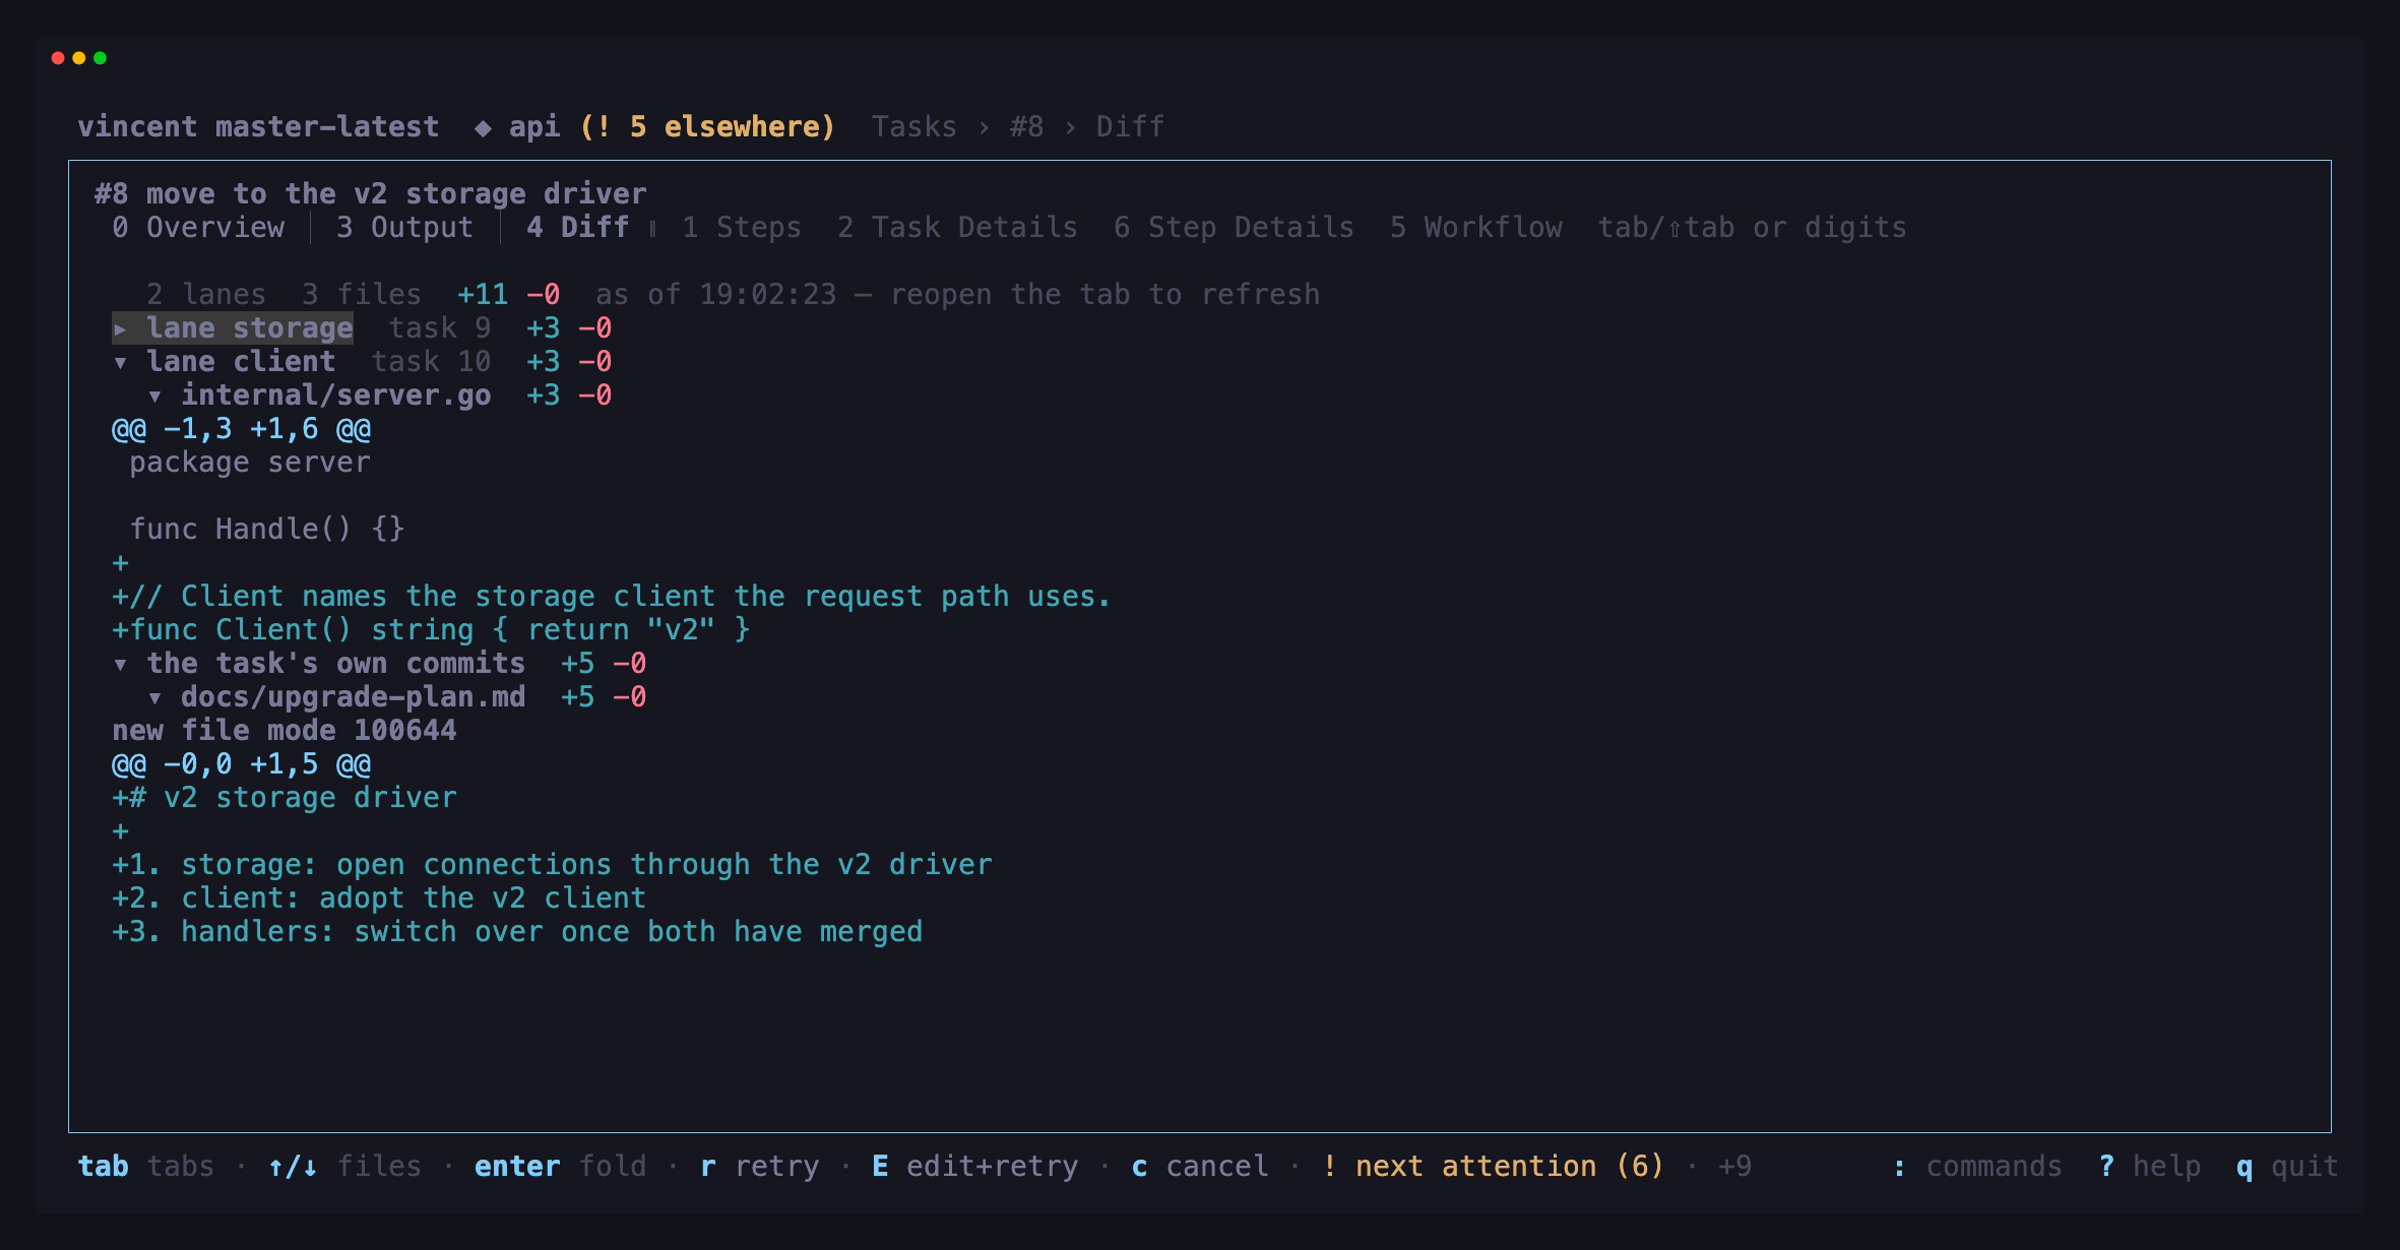 vincent master-latest ◆ api (! 5 elsewhere) Tasks › #8 › Diff
#8 move to the v2 storage driver
0 Overview │ 3 Output │ 4 Diff ‖ 1 Steps 2 Task Details 6 Step Details 5 Workflow tab/⇧tab or digits
2 lanes 3 files +11 −0 as of 19:02:23 — reopen the tab to refresh
▸ lane storage task 9 +3 −0
▾ lane client task 10 +3 −0
▾ internal/server.go +3 −0
@@ -1,3 +1,6 @@
package server
func Handle() {}
+
+// Client names the storage client the request path uses.
+func Client() string { return "v2" }
▾ the task's own commits +5 −0
▾ docs/upgrade-plan.md +5 −0
new file mode 100644
@@ -0,0 +1,5 @@
+# v2 storage driver
+
+1. storage: open connections through the v2 driver
+2. client: adopt the v2 client
+3. handlers: switch over once both have merged
tab tabs · ↑/↓ files · enter fold · r retry · E edit+retry · c cancel · ! next attention (6) · +9 : commands ? help q quit